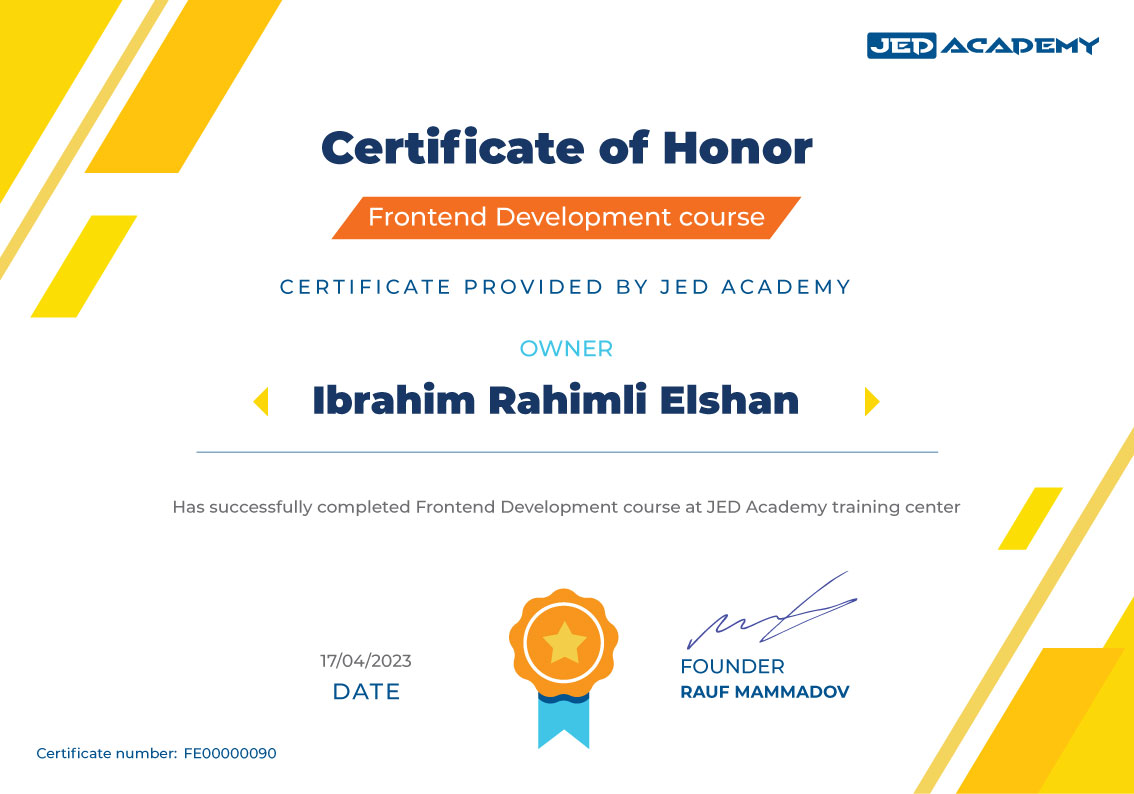 JED ACADEMY
Certificate of Honor
Frontend Development course
CERTIFICATE PROVIDED BY JED ACADEMY
OWNER
Ibrahim Rahimli Elshan
Has successfully completed Frontend Development course at JED Academy training center
17/04/2023
DATE
FOUNDER
RAUF MAMMADOV
Certificate number: FE00000090